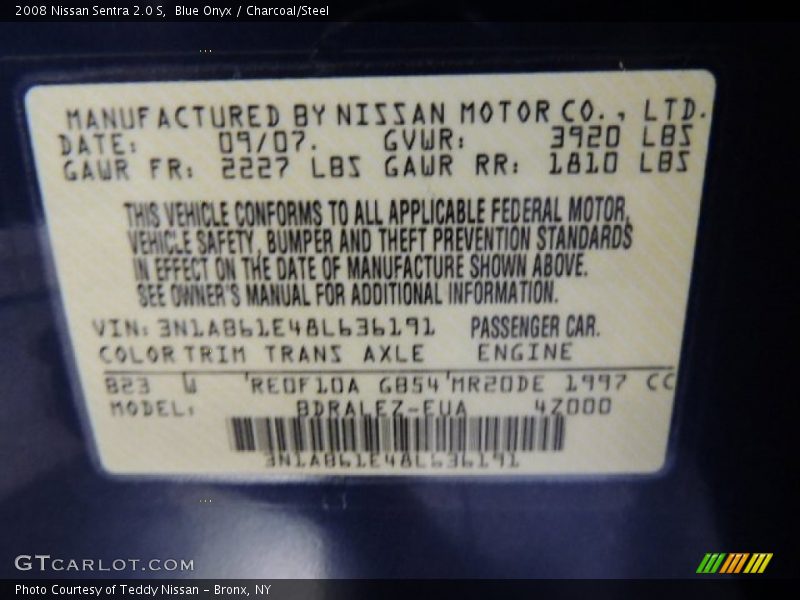 2008 Nissan Sentra 2.0 S,  Blue Onyx / Charcoal/Steel
MANUFACTURED BY NISSAN MOTOR CO., LTD.
DATE: 09/07. GVWR: 3920 LBS
GAWR FR: 2227 LBS GAWR RR: 1810 LBS
THIS VEHICLE CONFORMS TO ALL APPLICABLE FEDERAL MOTOR,
VEHICLE SAFETY, BUMPER AND THEFT PREVENTION STANDARDS
IN EFFECT ON THE DATE OF MANUFACTURE SHOWN ABOVE.
SEE OWNER'S MANUAL FOR ADDITIONAL INFORMATION.
VIN: 3N1AB61E48L636191 PASSENGER CAR.
COLOR TRIM TRANS AXLE ENGINE
B23 W 'RE0F10A GB54 'MR20DE 1997 CC
MODEL: BDRALEZ-EUA 4Z000
3N1AB61E48L636191
GTCARLOT.COM
Photo Courtesy of Teddy Nissan - Bronx, NY